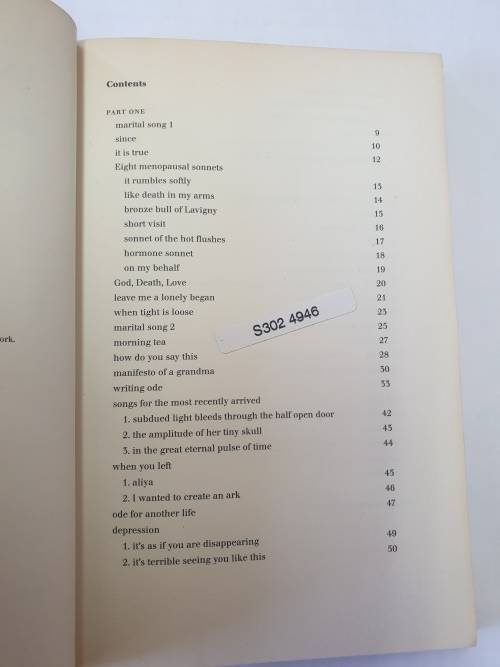 ork.
Contents
PART ONE
marital song 1 9
since 10
it is true 12
Eight menopausal sonnets
it rumbles softly 13
like death in my arms 14
bronze bull of Lavigny 15
short visit 16
sonnet of the hot flushes 17
hormone sonnet 18
on my behalf 19
God, Death, Love 20
leave me a lonely began 21
when tight is loose 23
marital song 2 25
morning tea 27
how do you say this 28
manifesto of a grandma 30
writing ode 33
S302 4946
songs for the most recently arrived
1. subdued light bleeds through the half open door 42
2. the amplitude of her tiny skull 43
3. in the great eternal pulse of time 44
when you left
1. aliya 45
2. I wanted to create an ark 46
ode for another life 47
depression
1. it's as if you are disappearing 49
2. it's terrible seeing you like this 50